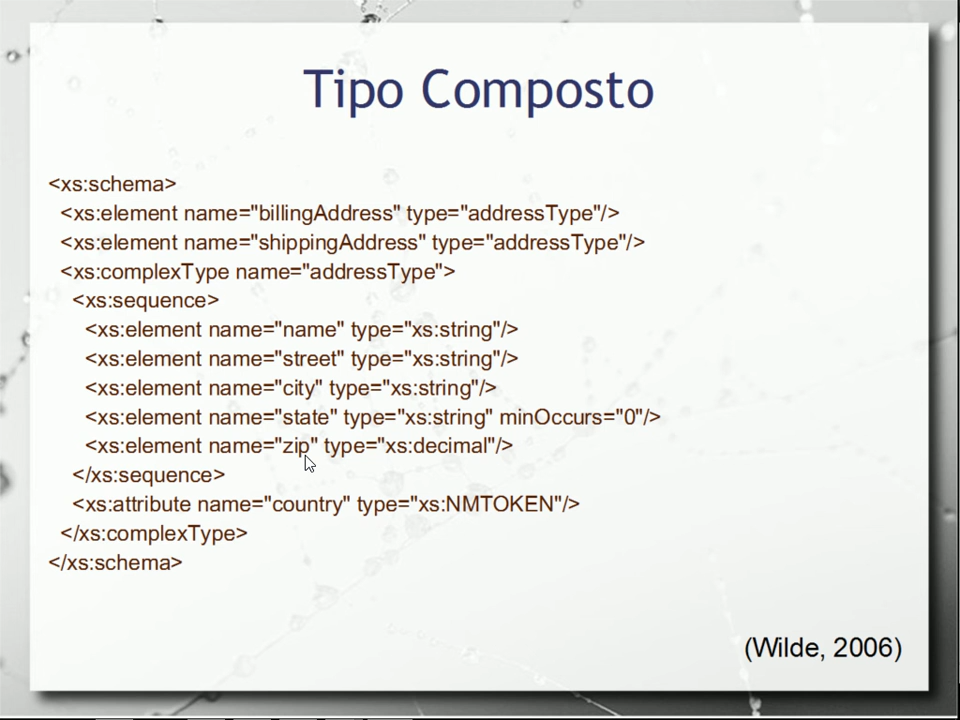 Tipo Composto
<xs:schema>
<xs:element name="billingAddress" type="addressType"/>
<xs:element name="shippingAddress" type="addressType"/>
<xs:complexType name="addressType">
<xs:sequence>
<xs:element name="name" type="xs:string"/>
<xs:element name="street" type="xs:string"/>
<xs:element name="city" type="xs:string"/>
<xs:element name="state" type="xs:string" minOccurs="0"/>
<xs:element name="zip" type="xs:decimal"/>
</xs:sequence>
<xs:attribute name="country" type="xs:NMTOKEN"/>
</xs:complexType>
</xs:schema>
(Wilde, 2006)